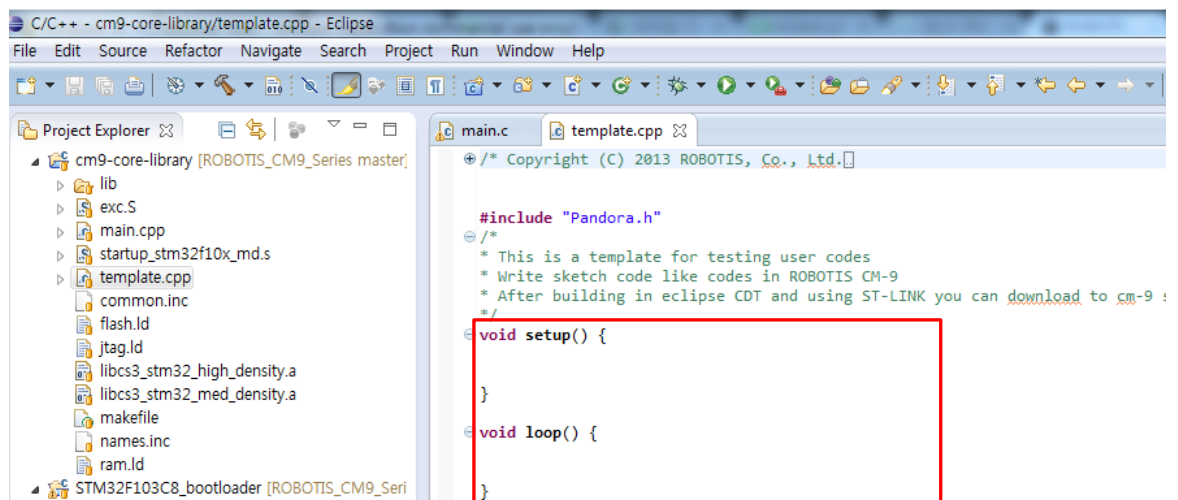 C/C++ - cm9-core-library/template.cpp - Eclipse
File Edit Source Refactor Navigate Search Project Run Window Help
Project Explorer
main.c
template.cpp
cm9-core-library [ROBOTIS_CM9_Series master]
lib
exc.S
main.cpp
startup_stm32f10x_md.s
template.cpp
common.inc
flash.ld
jtag.ld
libcs3_stm32_high_density.a
libcs3_stm32_med_density.a
makefile
names.inc
ram.ld
STM32F103C8_bootloader [ROBOTIS_CM9_Seri
/* Copyright (C) 2013 ROBOTIS, Co., Ltd.
#include "Pandora.h"
/*
* This is a template for testing user codes
* Write sketch code like codes in ROBOTIS CM-9
* After building in eclipse CDT and using ST-LINK you can download to cm-9 s
*/
void setup() {
}
void loop() {
}